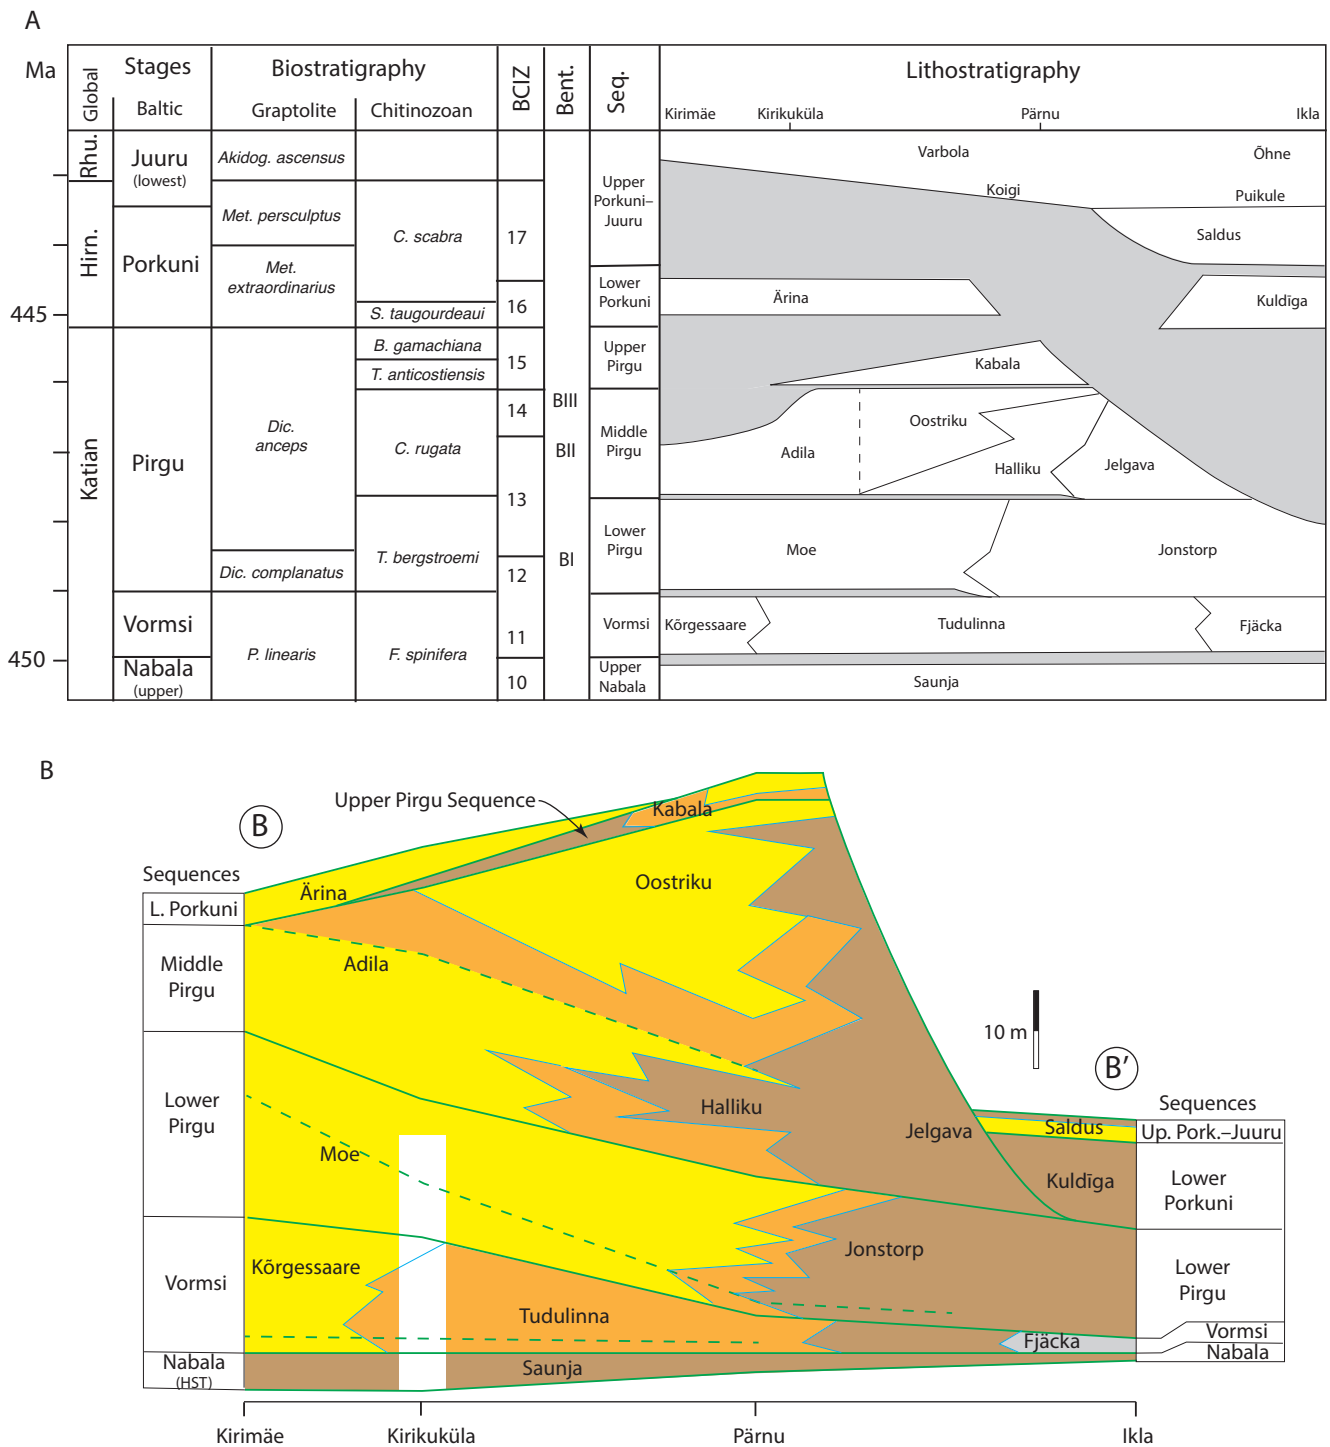 A
Ma
Global
Stages
Baltic
Biostratigraphy
Graptolite
Chitinozoan
BCIZ
Bent.
Seq.
Lithostratigraphy
Kirimäe
Kirikuküla
Pärnu
Ikla
445
450
Rhu.
Hirn.
Katian
Juuru
(lowest)
Porkuni
Pirgu
Vormsi
Nabala
(upper)
Akidog. ascensus
Met. persculptus
Met.
extraordinarius
Dic.
anceps
Dic. complanatus
P. linearis
C. scabra
S. taugourdeaui
B. gamachiana
T. anticostiensis
C. rugata
T. bergstroemi
F. spinifera
17
16
15
14
13
12
11
10
BIII
BII
BI
Upper
Porkuni–
Juuru
Lower
Porkuni
Upper
Pirgu
Middle
Pirgu
Lower
Pirgu
Vormsi
Upper
Nabala
Varbola
Õhne
Koigi
Puikule
Saldus
Ärina
Kuldīga
Kabala
Oostriku
Adila
Halliku
Jelgava
Moe
Jonstorp
Kõrgessaare
Tudulinna
Fjäcka
Saunja
B
B
Upper Pirgu Sequence
Kabala
Sequences
L. Porkuni
Middle
Pirgu
Lower
Pirgu
Vormsi
Nabala
(HST)
Ärina
Oostriku
Adila
Halliku
Jelgava
Moe
Jonstorp
Kõrgessaare
Tudulinna
Saunja
Fjäcka
10 m
B′
Saldus
Kuldīga
Sequences
Up. Pork.–Juuru
Lower
Porkuni
Lower
Pirgu
Vormsi
Nabala
Kirimäe
Kirikuküla
Pärnu
Ikla